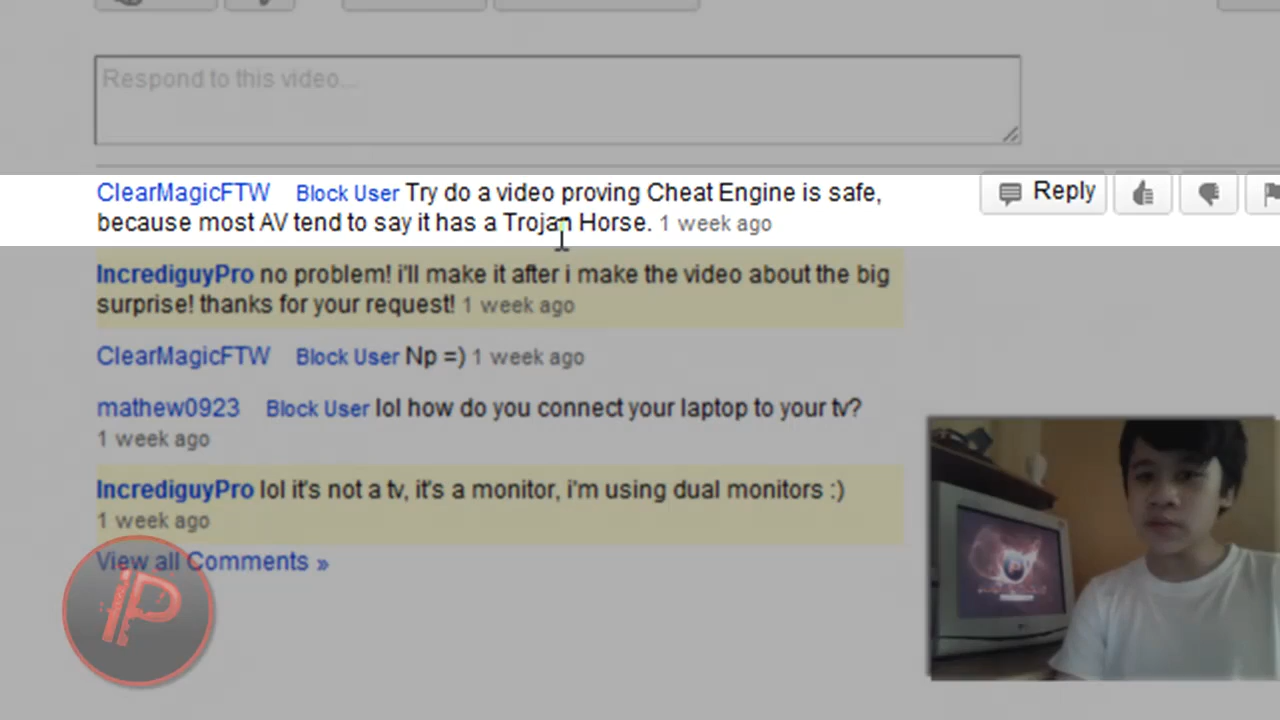 Respond to this video...
ClearMagicFTW Block User Try do a video proving Cheat Engine is safe,
because most AV tend to say it has a Trojan Horse. 1 week ago
Reply
IncrediguyPro no problem! i'll make it after i make the video about the big
surprise! thanks for your request! 1 week ago
ClearMagicFTW Block User Np =) 1 week ago
mathew0923 Block User lol how do you connect your laptop to your tv?
1 week ago
IncrediguyPro lol it's not a tv, it's a monitor, i'm using dual monitors :)
1 week ago
View all Comments »
IP